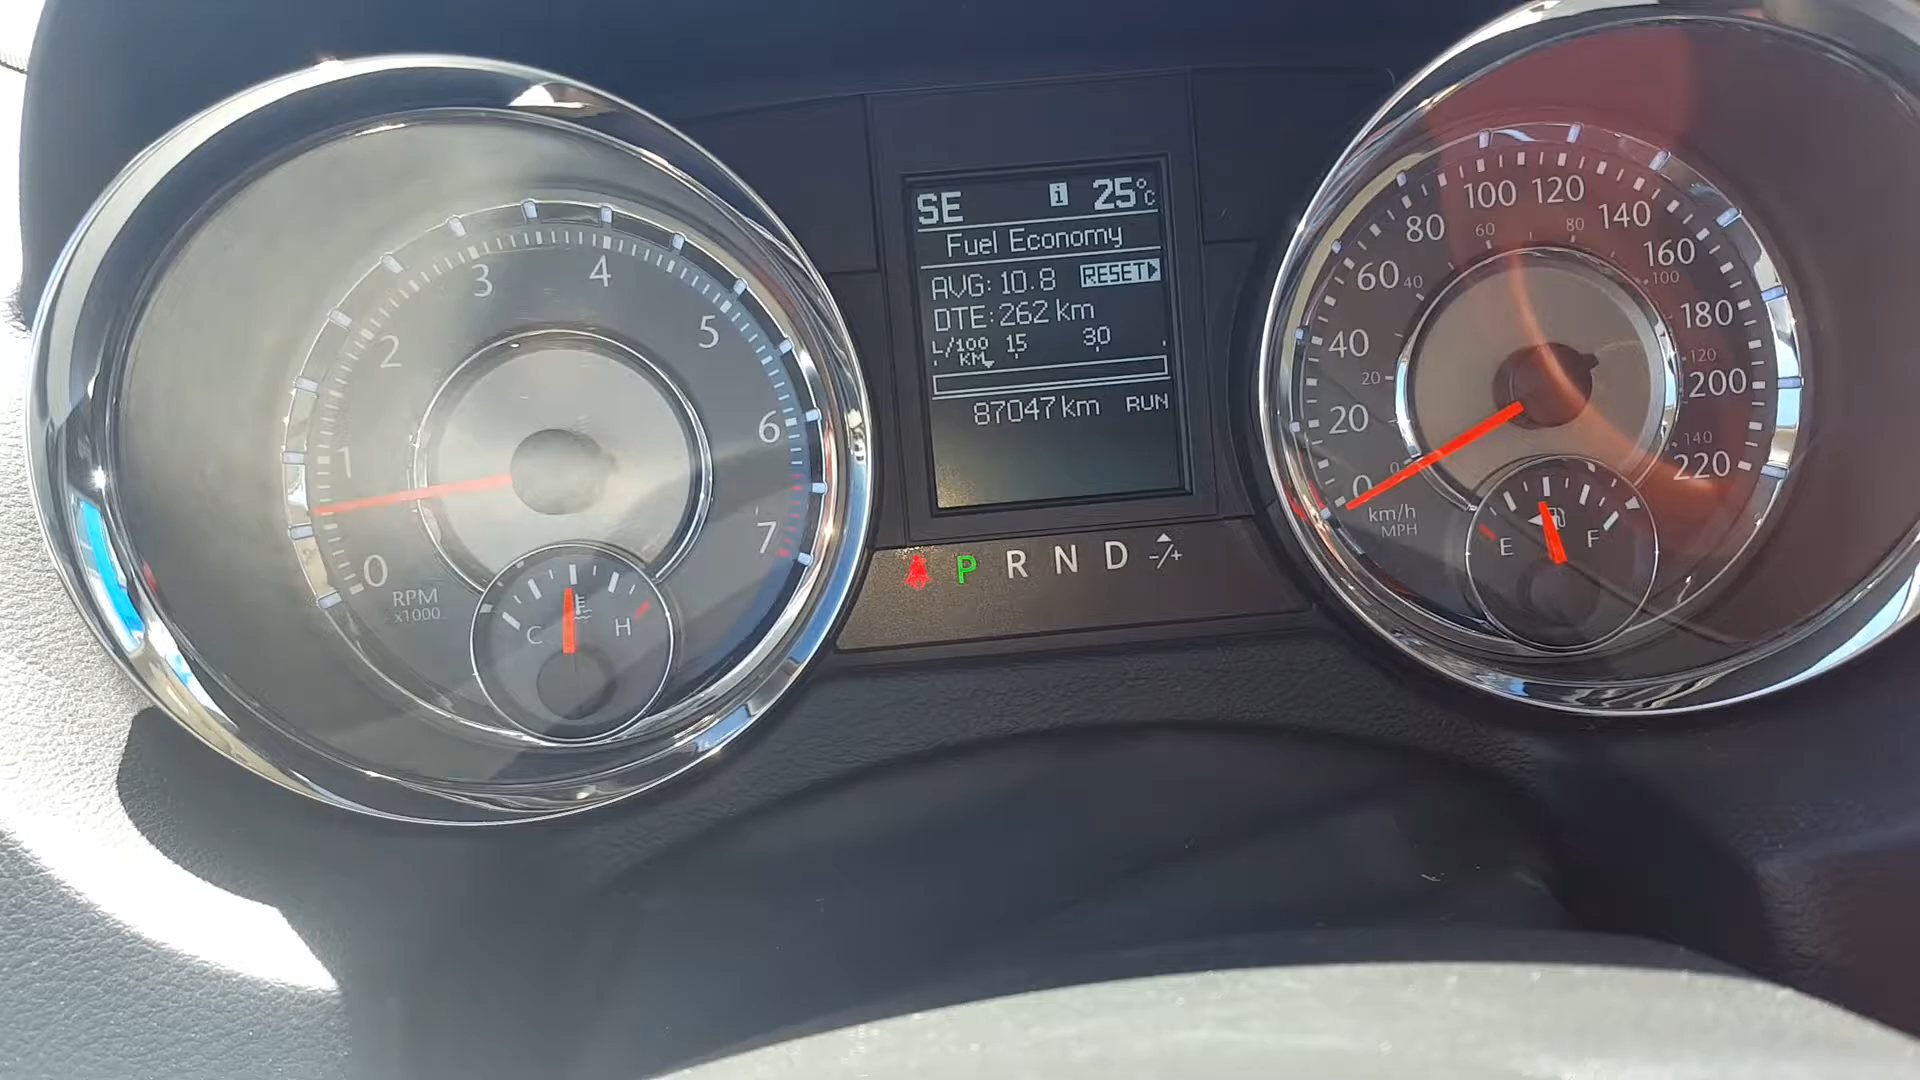 SE i 25°C
Fuel Economy
AVG: 10.8 RESET
DTE: 262 km
L/100 KM 15 30
87047 km RUN
P R N D -/+
0
1
2
3
4
5
6
7
RPM
x1000
C H
0
20
40
60
80
100
120
140
160
180
200
220
0
20
40
60
80
100
120
140
km/h
MPH
E F